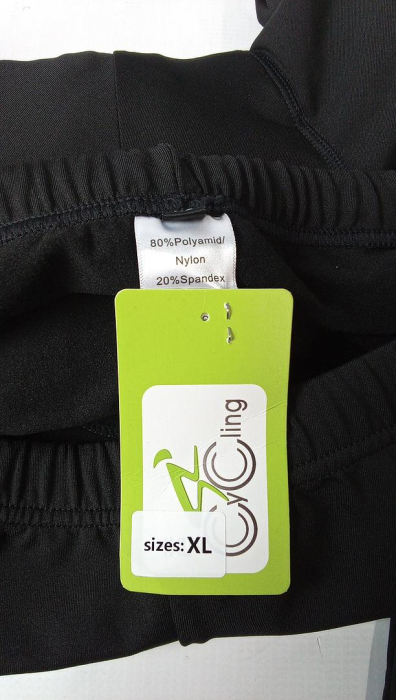 80%Polyamid/
Nylon
20%Spandex
CyCling
sizes: XL